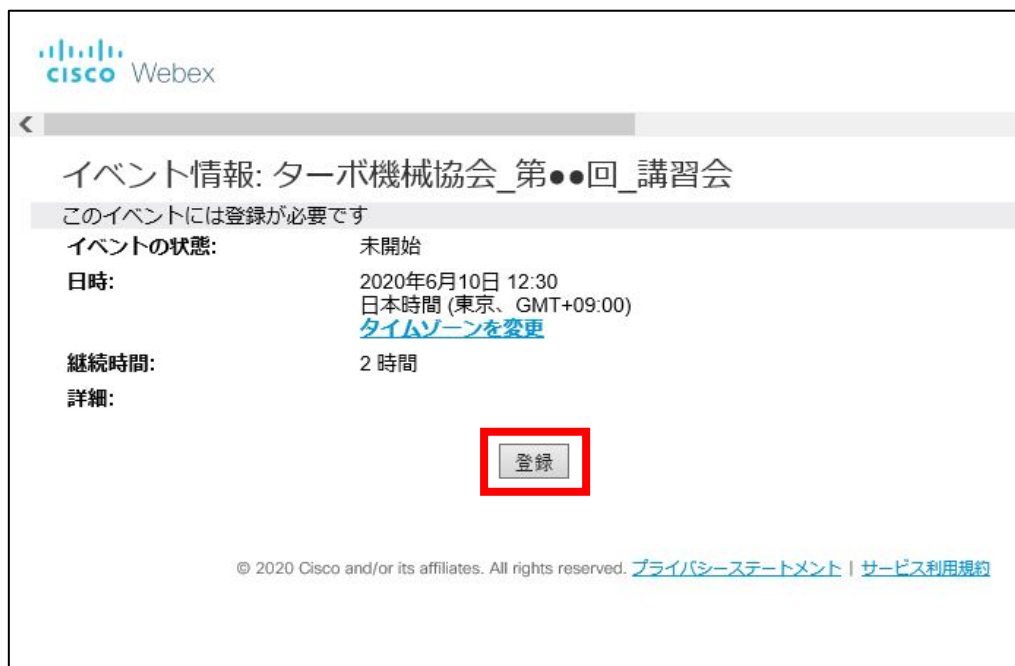 cisco Webex
イベント情報: ターボ機械協会_第●●回_講習会
このイベントには登録が必要です
イベントの状態: 未開始
日時: 2020年6月10日 12:30
日本時間 (東京、GMT+09:00)
タイムゾーンを変更
継続時間: 2 時間
詳細:
登録
© 2020 Cisco and/or its affiliates. All rights reserved. プライバシーステートメント | サービス利用規約